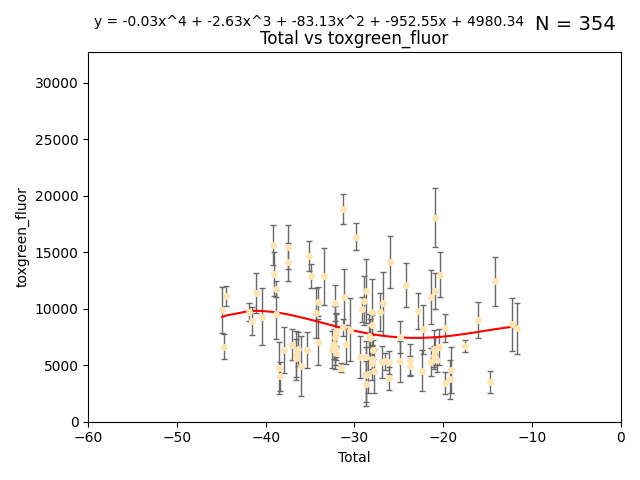 y = -0.03x^4 + -2.63x^3 + -83.13x^2 + -952.55x + 4980.34
N = 354
Total vs toxgreen_fluor
30000
25000
20000
15000
10000
5000
0
toxgreen_fluor
−60
−50
−40
−30
−20
−10
0
Total